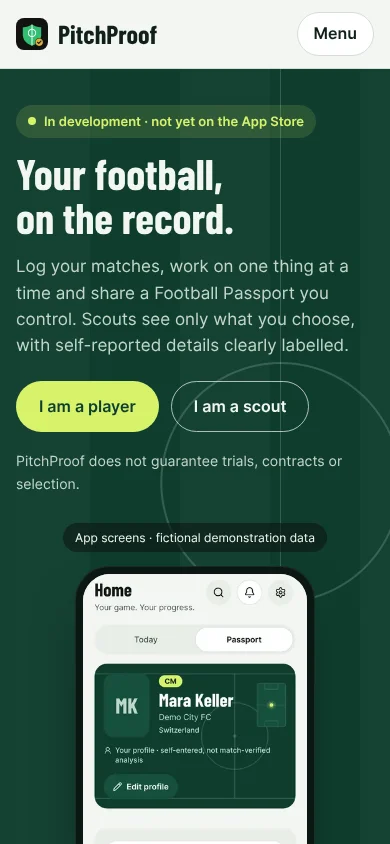 PitchProof
Menu
In development · not yet on the App Store
Your football,
on the record.
Log your matches, work on one thing at a
time and share a Football Passport you
control. Scouts see only what you choose,
with self-reported details clearly labelled.
I am a player
I am a scout
PitchProof does not guarantee trials, contracts or
selection.
App screens · fictional demonstration data
Home
Your game. Your progress.
Today
Passport
MK
CM
Mara Keller
Demo City FC
Switzerland
Your profile · self-entered, not match-verified
analysis
Edit profile